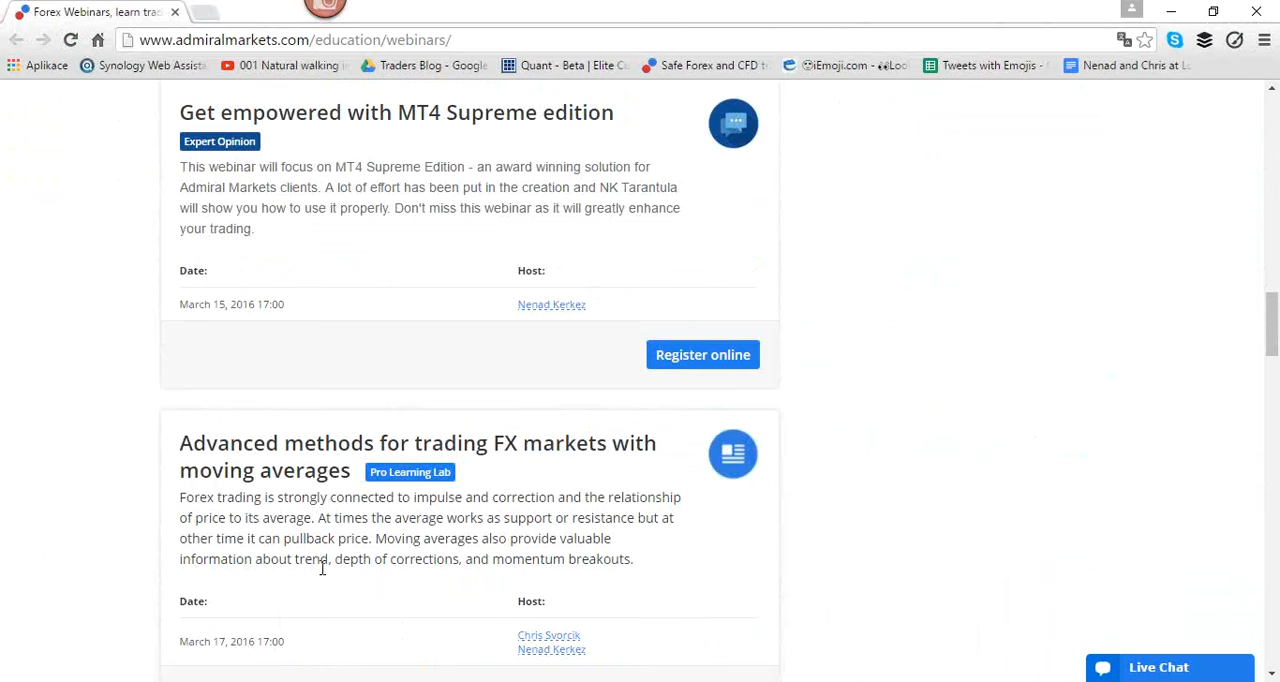 Forex Webinars, learn trad
www.admiralmarkets.com/education/webinars/
Aplikace
Synology Web Assista
001 Natural walking
Traders Blog - Google
Quant - Beta | Elite Cu
Safe Forex and CFD t
iEmoji.com - 👀Loo
Tweets with Emojis -
Nenad and Chris at L
Get empowered with MT4 Supreme edition
Expert Opinion
This webinar will focus on MT4 Supreme Edition - an award winning solution for
Admiral Markets clients. A lot of effort has been put in the creation and NK Tarantula
will show you how to use it properly. Don't miss this webinar as it will greatly enhance
your trading.
Date: Host:
March 15, 2016 17:00 Nenad Kerkez
Register online
Advanced methods for trading FX markets with
moving averages Pro Learning Lab
Forex trading is strongly connected to impulse and correction and the relationship
of price to its average. At times the average works as support or resistance but at
other time it can pullback price. Moving averages also provide valuable
information about trend, depth of corrections, and momentum breakouts.
Date: Host:
March 17, 2016 17:00 Chris Svorcik
Nenad Kerkez
Live Chat